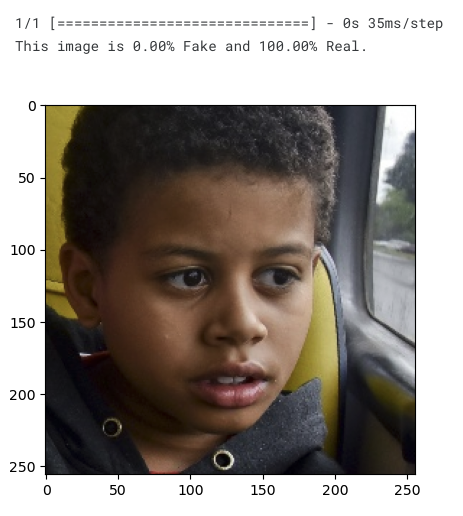 1/1 [==============================] - 0s 35ms/step
This image is 0.00% Fake and 100.00% Real.
0
50
100
150
200
250
0 50 100 150 200 250